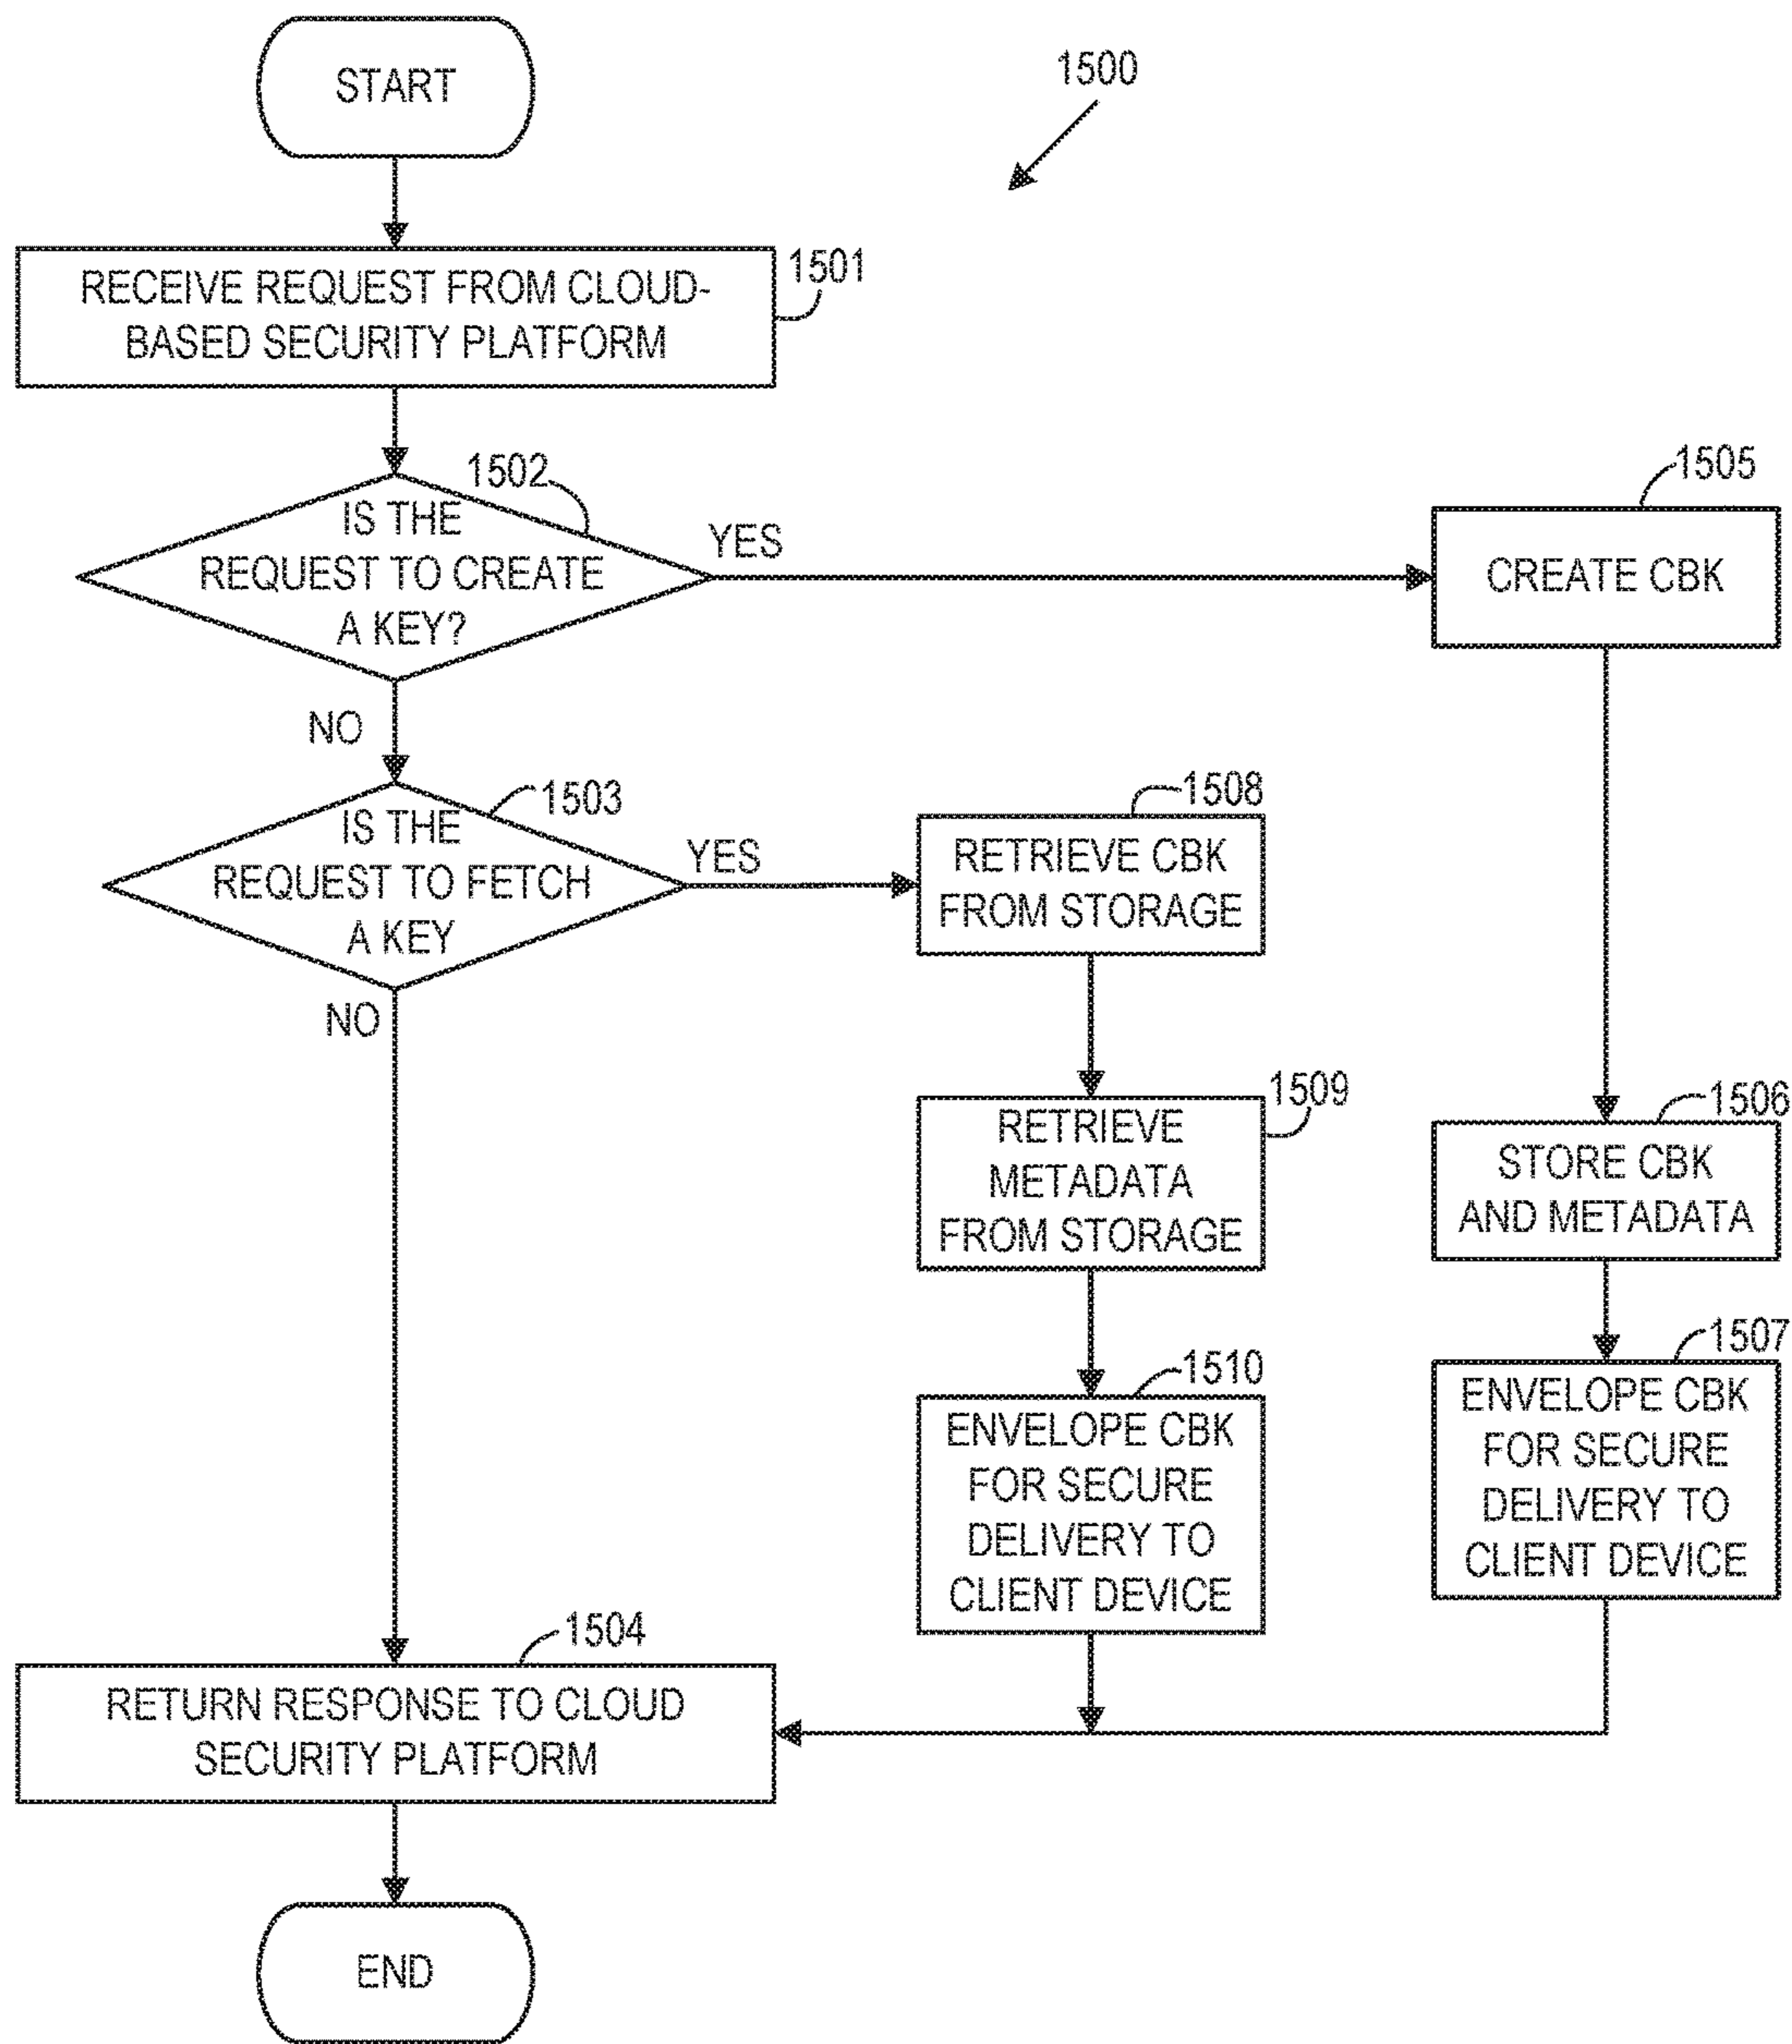 START
1500
RECEIVE REQUEST FROM CLOUD-
BASED SECURITY PLATFORM
1501
1502
IS THE
REQUEST TO CREATE
A KEY?
YES
NO
1505
CREATE CBK
1503
IS THE
REQUEST TO FETCH
A KEY
YES
NO
1508
RETRIEVE CBK
FROM STORAGE
1509
RETRIEVE
METADATA
FROM STORAGE
1506
STORE CBK
AND METADATA
1510
ENVELOPE CBK
FOR SECURE
DELIVERY TO
CLIENT DEVICE
1507
ENVELOPE CBK
FOR SECURE
DELIVERY TO
CLIENT DEVICE
1504
RETURN RESPONSE TO CLOUD
SECURITY PLATFORM
END